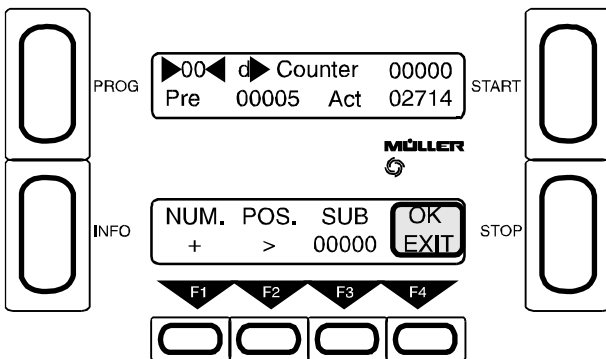 ▶00◀ d▶ Counter 00000
PROG
START
Pre 00005 Act 02714
MÜLLER
NUM. POS. SUB OK
INFO
STOP
+ > 00000 EXIT
F1 F2 F3 F4